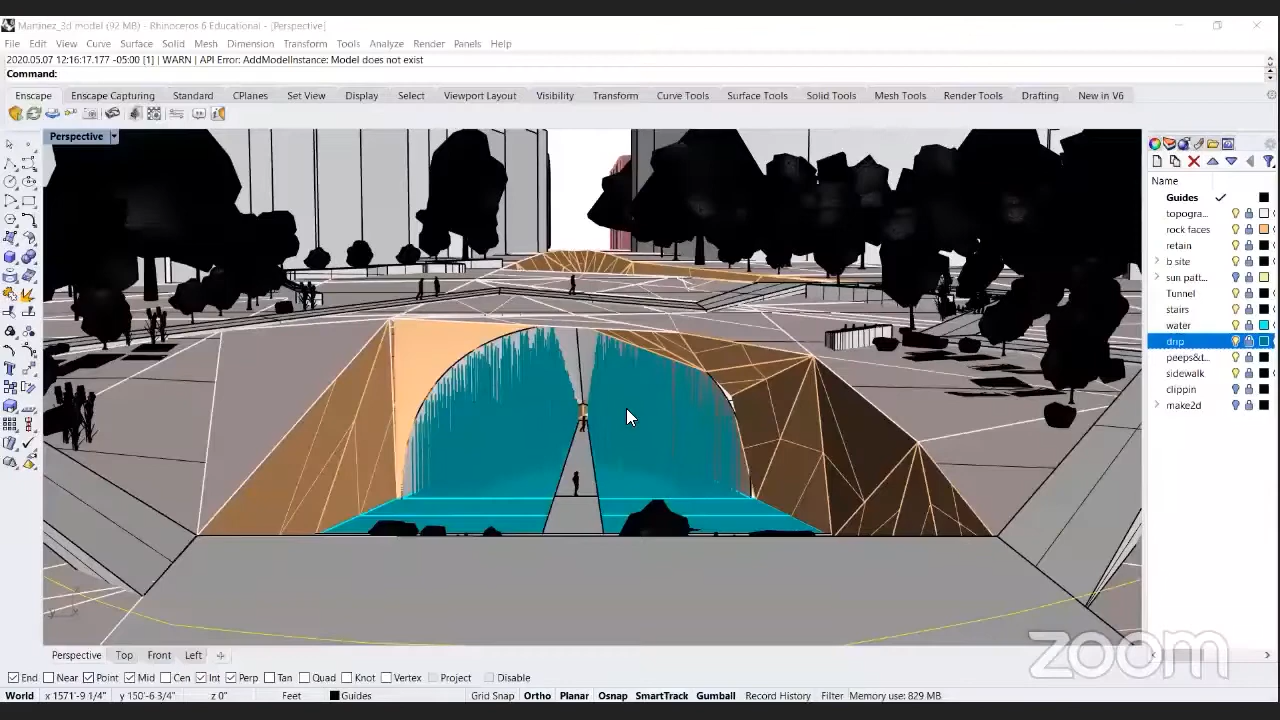 Martinez_3d model (92 MB) - Rhinoceros 6 Educational - [Perspective]
File Edit View Curve Surface Solid Mesh Dimension Transform Tools Analyze Render Panels Help
2020.05.07 12:16:17.177 -05:00 [1] | WARN | API Error: AddModelInstance: Model does not exist
Command:
Enscape Enscape Capturing Standard CPlanes Set View Display Select Viewport Layout Visibility Transform Curve Tools Surface Tools Solid Tools Mesh Tools Render Tools Drafting New in V6
Perspective
Name
Guides
topogra...
rock faces
retain
b site
sun patt...
Tunnel
stairs
water
drip
peeps&t...
sidewalk
clippin
make2d
zoom
Perspective Top Front Left
End Near Point Mid Cen Int Perp Tan Quad Knot Vertex Project Disable
World x 1571'-9 1/4" y 150'-6 3/4" z 0" Feet Guides Grid Snap Ortho Planar Osnap SmartTrack Gumball Record History Filter Memory use: 829 MB